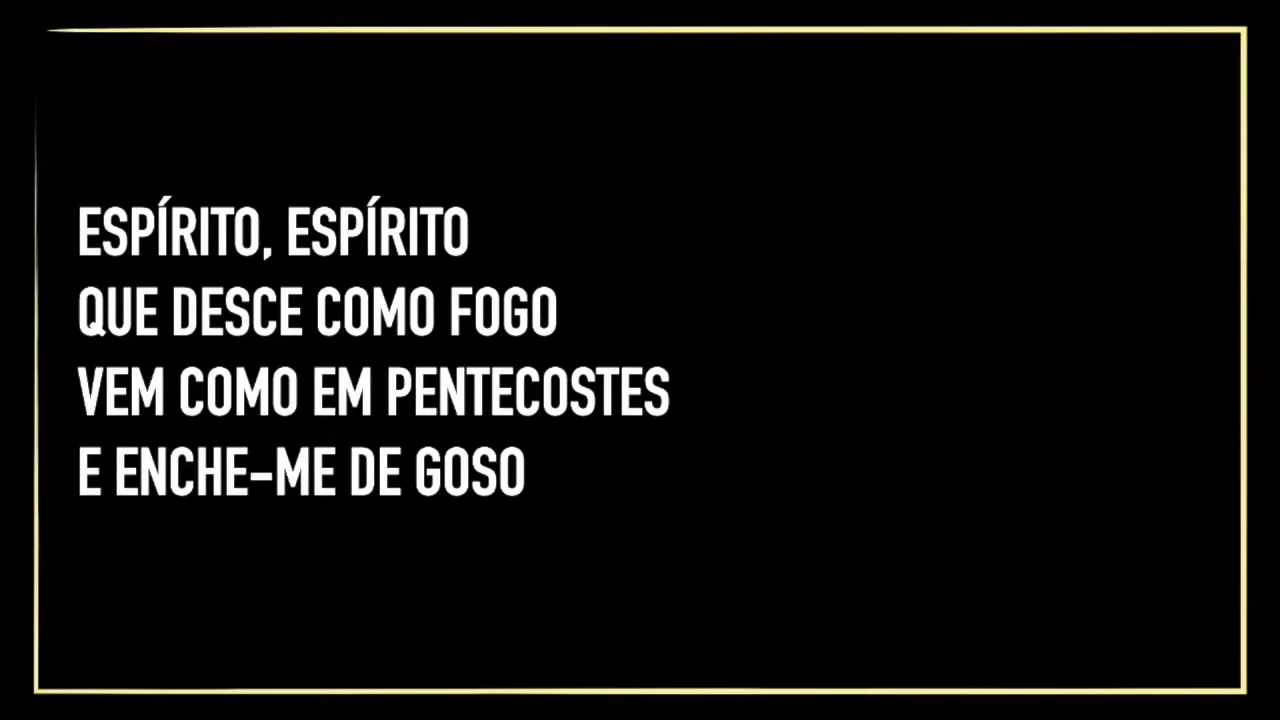 ESPÍRITO, ESPÍRITO
QUE DESCE COMO FOGO
VEM COMO EM PENTECOSTES
E ENCHE-ME DE GOSO